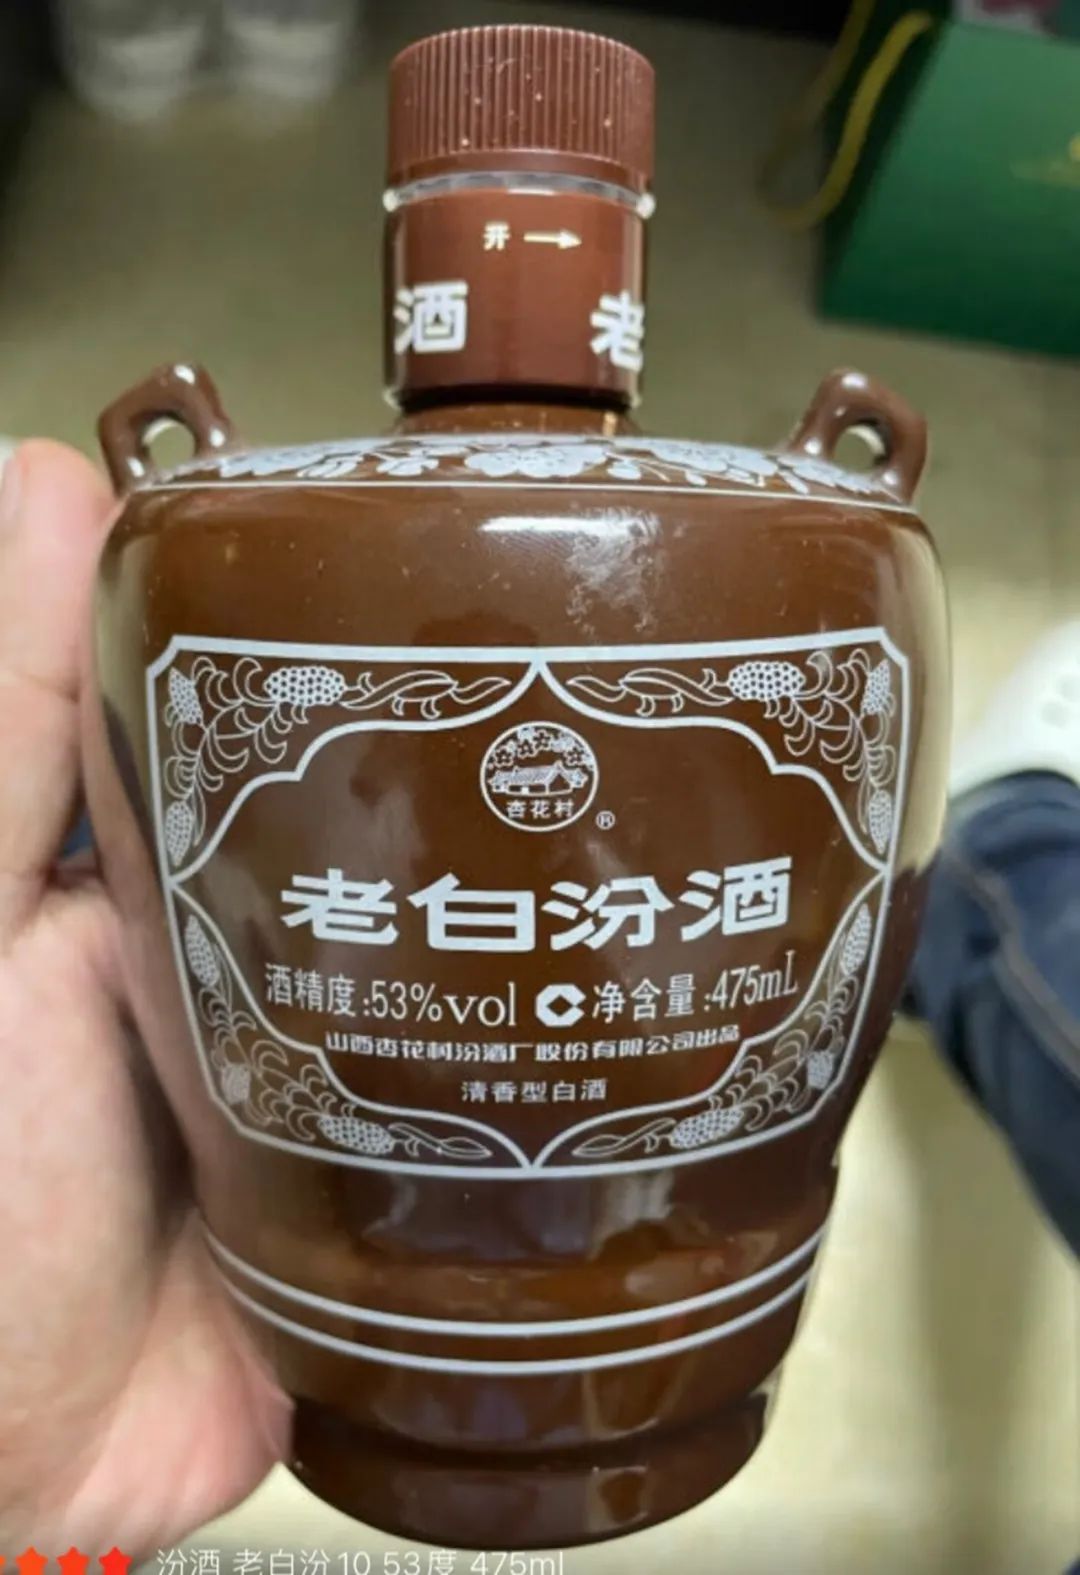 开
酒 老
杏花村
®
老白汾酒
酒精度:53%vol 净含量:475mL
山西杏花村汾酒厂股份有限公司出品
清香型白酒
汾酒 老白汾10 53度 475ml